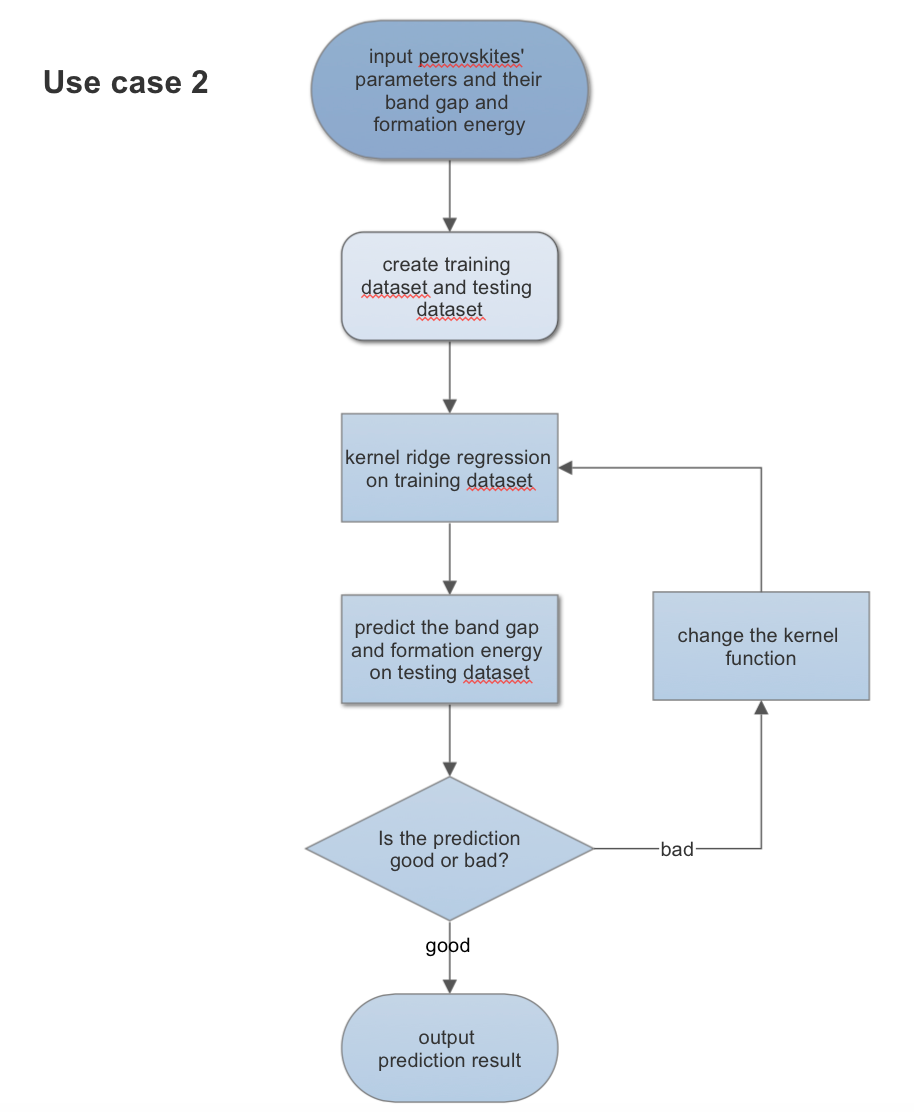 Use case 2
input perovskites'
parameters and their
band gap and
formation energy
create training
dataset and testing
dataset
kernel ridge regression
on training dataset
predict the band gap
and formation energy
on testing dataset
change the kernel
function
Is the prediction
good or bad?
bad
good
output
prediction result